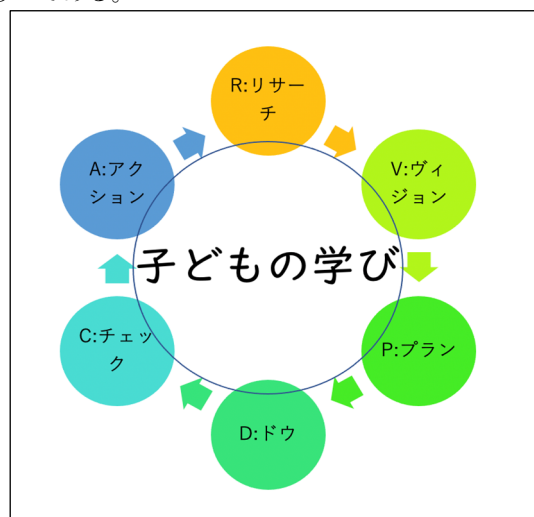 R:リサー
チ
V:ヴィ
ジョン
P:プラン
D:ドウ
C:チェッ
ク
A:アク
ション
子どもの学び